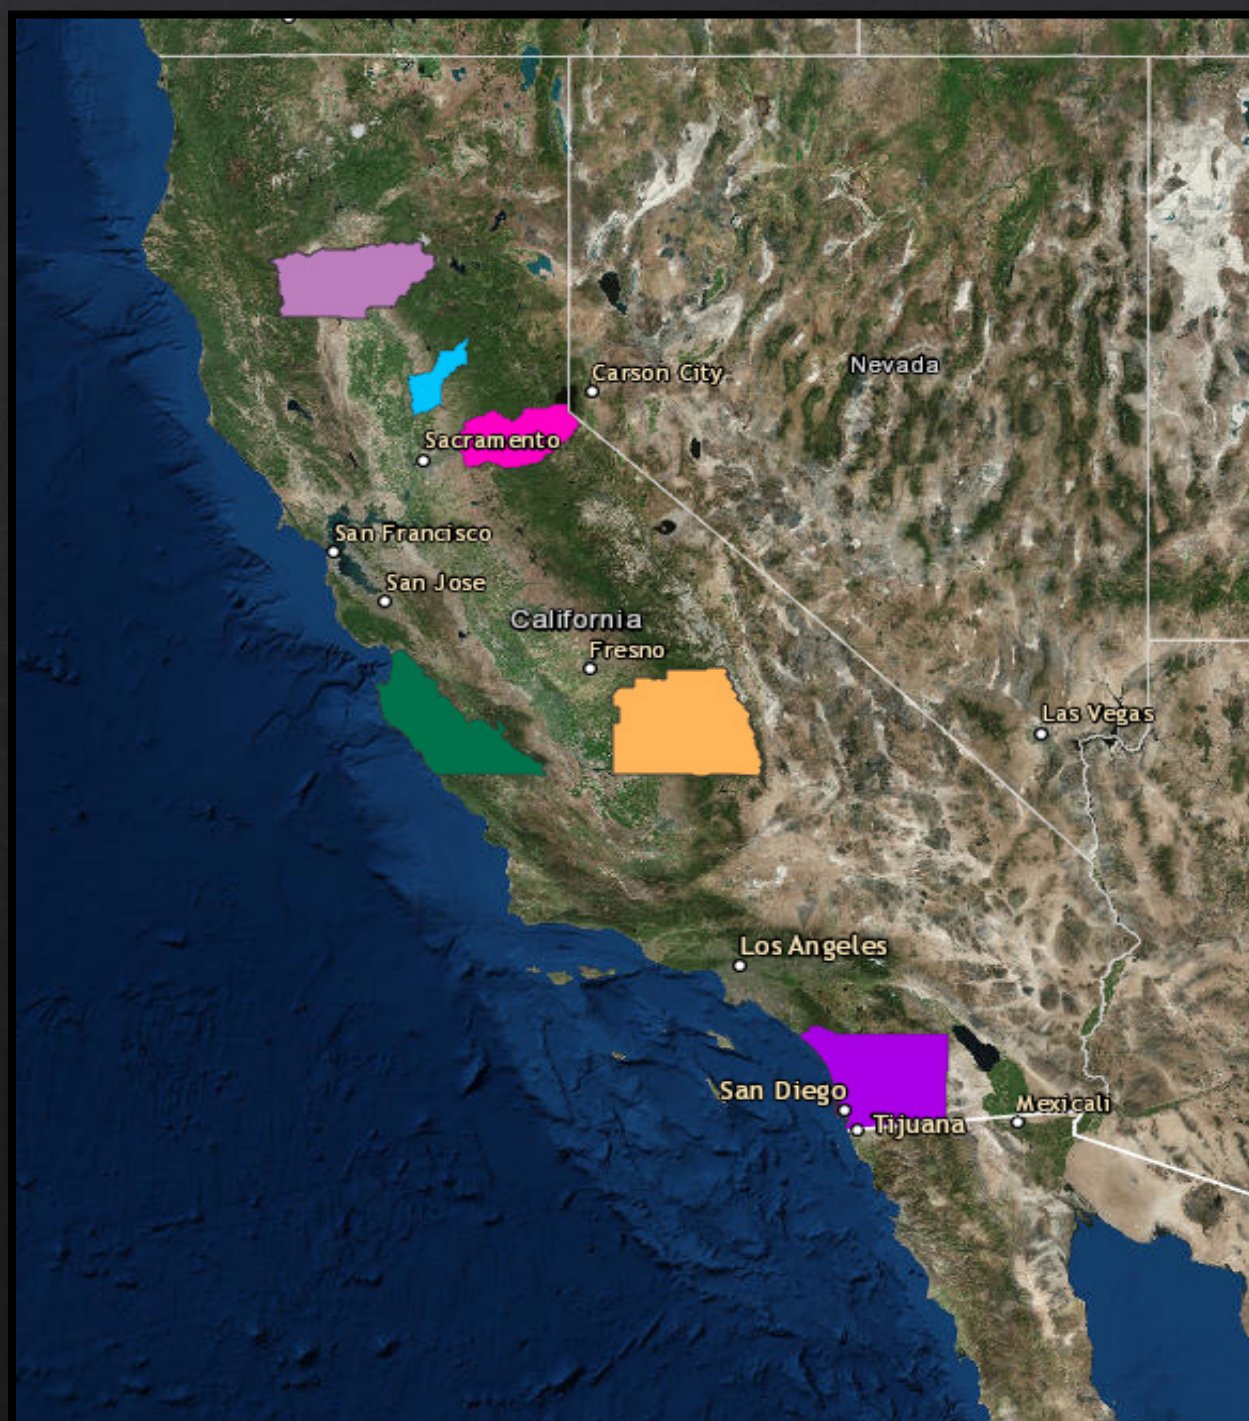 Carson City
Nevada
Sacramento
San Francisco
San Jose
California
Fresno
Las Vegas
Los Angeles
San Diego
Mexicali
Tijuana